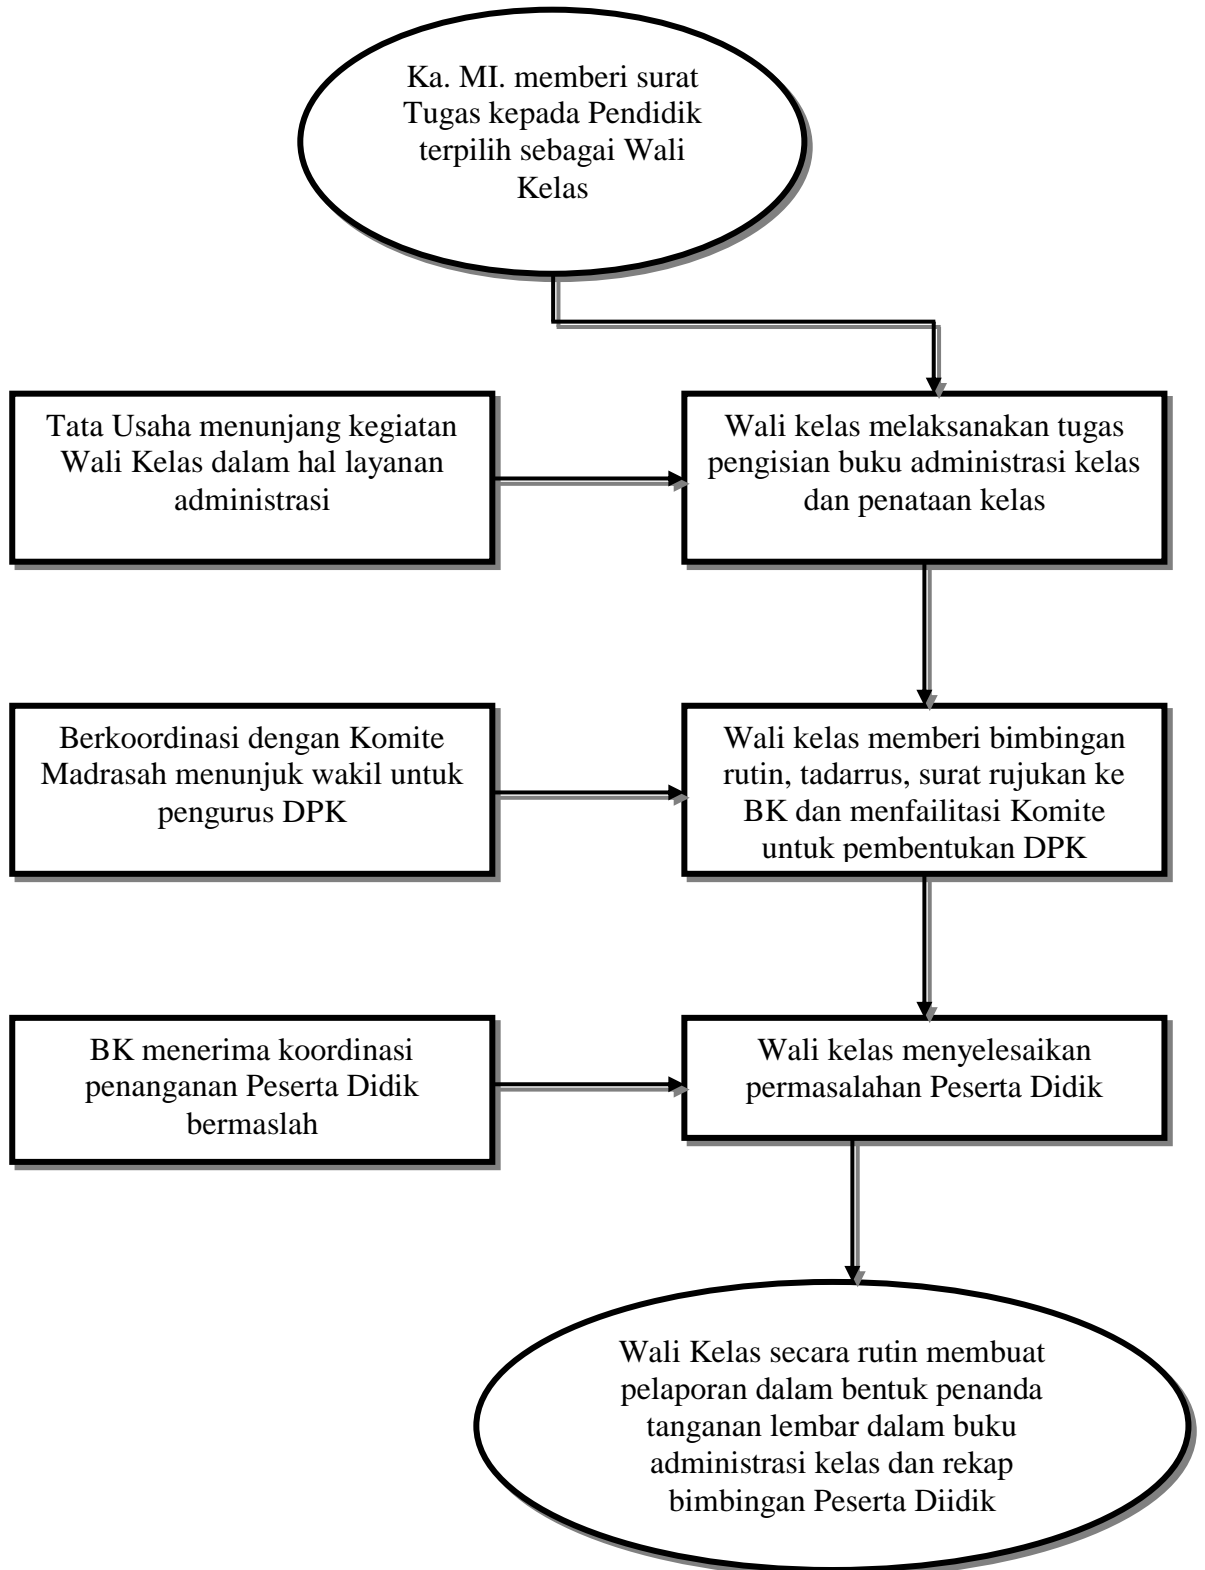 Ka. MI. memberi surat
Tugas kepada Pendidik
terpilih sebagai Wali
Kelas
Tata Usaha menunjang kegiatan
Wali Kelas dalam hal layanan
administrasi
Wali kelas melaksanakan tugas
pengisian buku administrasi kelas
dan penataan kelas
Berkoordinasi dengan Komite
Madrasah menunjuk wakil untuk
pengurus DPK
Wali kelas memberi bimbingan
rutin, tadarrus, surat rujukan ke
BK dan menfailitasi Komite
untuk pembentukan DPK
BK menerima koordinasi
penanganan Peserta Didik
bermaslah
Wali kelas menyelesaikan
permasalahan Peserta Didik
Wali Kelas secara rutin membuat
pelaporan dalam bentuk penanda
tanganan lembar dalam buku
administrasi kelas dan rekap
bimbingan Peserta Diidik